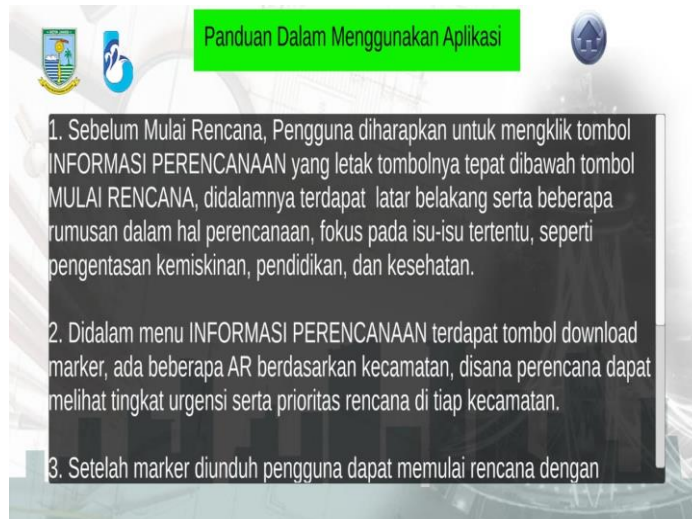 Panduan Dalam Menggunakan Aplikasi
1. Sebelum Mulai Rencana, Pengguna diharapkan untuk mengklik tombol
INFORMASI PERENCANAAN yang letak tombolnya tepat dibawah tombol
MULAI RENCANA, didalamnya terdapat latar belakang serta beberapa
rumusan dalam hal perencanaan, fokus pada isu-isu tertentu, seperti
pengentasan kemiskinan, pendidikan, dan kesehatan.
2. Didalam menu INFORMASI PERENCANAAN terdapat tombol download
marker, ada beberapa AR berdasarkan kecamatan, disana perencana dapat
melihat tingkat urgensi serta prioritas rencana di tiap kecamatan.
3. Setelah marker diunduh pengguna dapat memulai rencana dengan